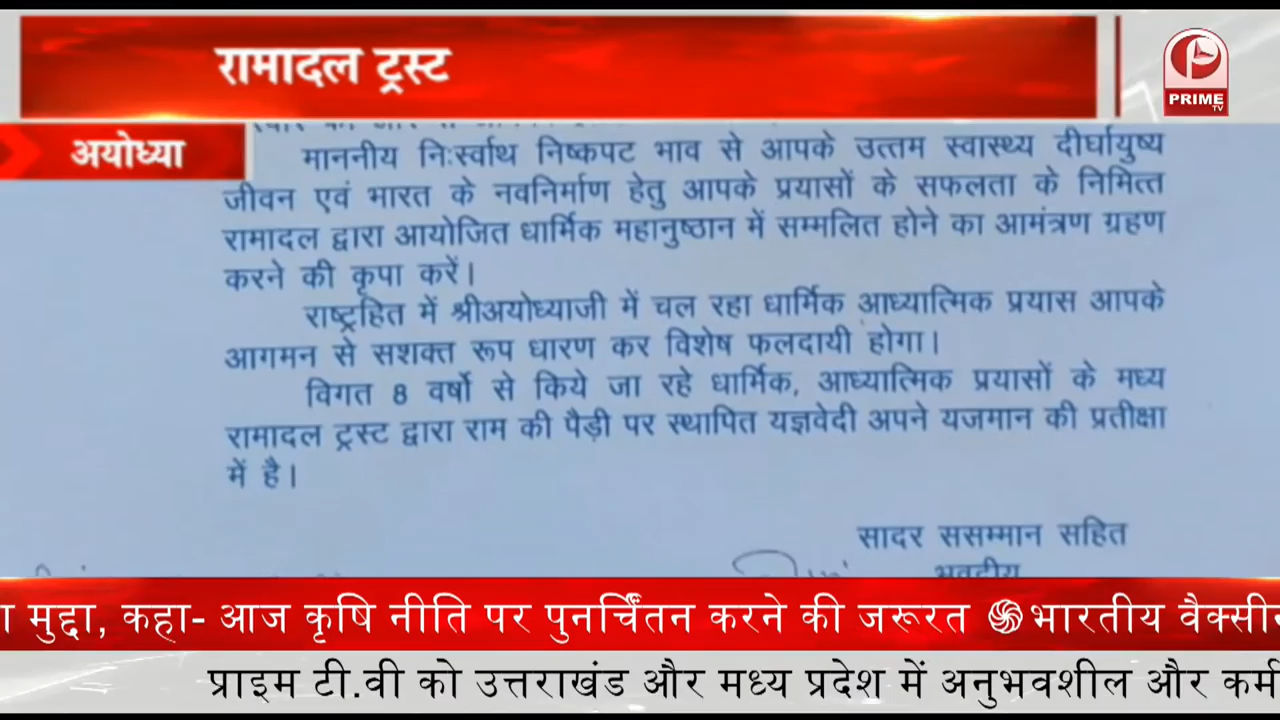 रामादल ट्रस्ट
PRIME
TV
अयोध्या
माननीय निःर्स्वाथ निष्कपट भाव से आपके उत्तम स्वास्थ्य दीर्घायुष्य
जीवन एवं भारत के नवनिर्माण हेतु आपके प्रयासों के सफलता के निमित्त
रामादल द्वारा आयोजित धार्मिक महानुष्ठान में सम्मलित होने का आमंत्रण ग्रहण
करने की कृपा करें।
राष्ट्रहित में श्रीअयोध्याजी में चल रहा धार्मिक आध्यात्मिक प्रयास आपके
आगमन से सशक्त रूप धारण कर विशेष फलदायी होगा।
विगत 8 वर्षो से किये जा रहे धार्मिक, आध्यात्मिक प्रयासों के मध्य
रामादल ट्रस्ट द्वारा राम की पैड़ी पर स्थापित यज्ञवेदी अपने यजमान की प्रतीक्षा
में है।
सादर ससम्मान सहित
भवदीय
मुद्दा, कहा- आज कृषि नीति पर पुनर्चिंतन करने की जरूरत भारतीय
प्राइम टी.वी को उत्तराखंड और मध्य प्रदेश में अनुभवशील और